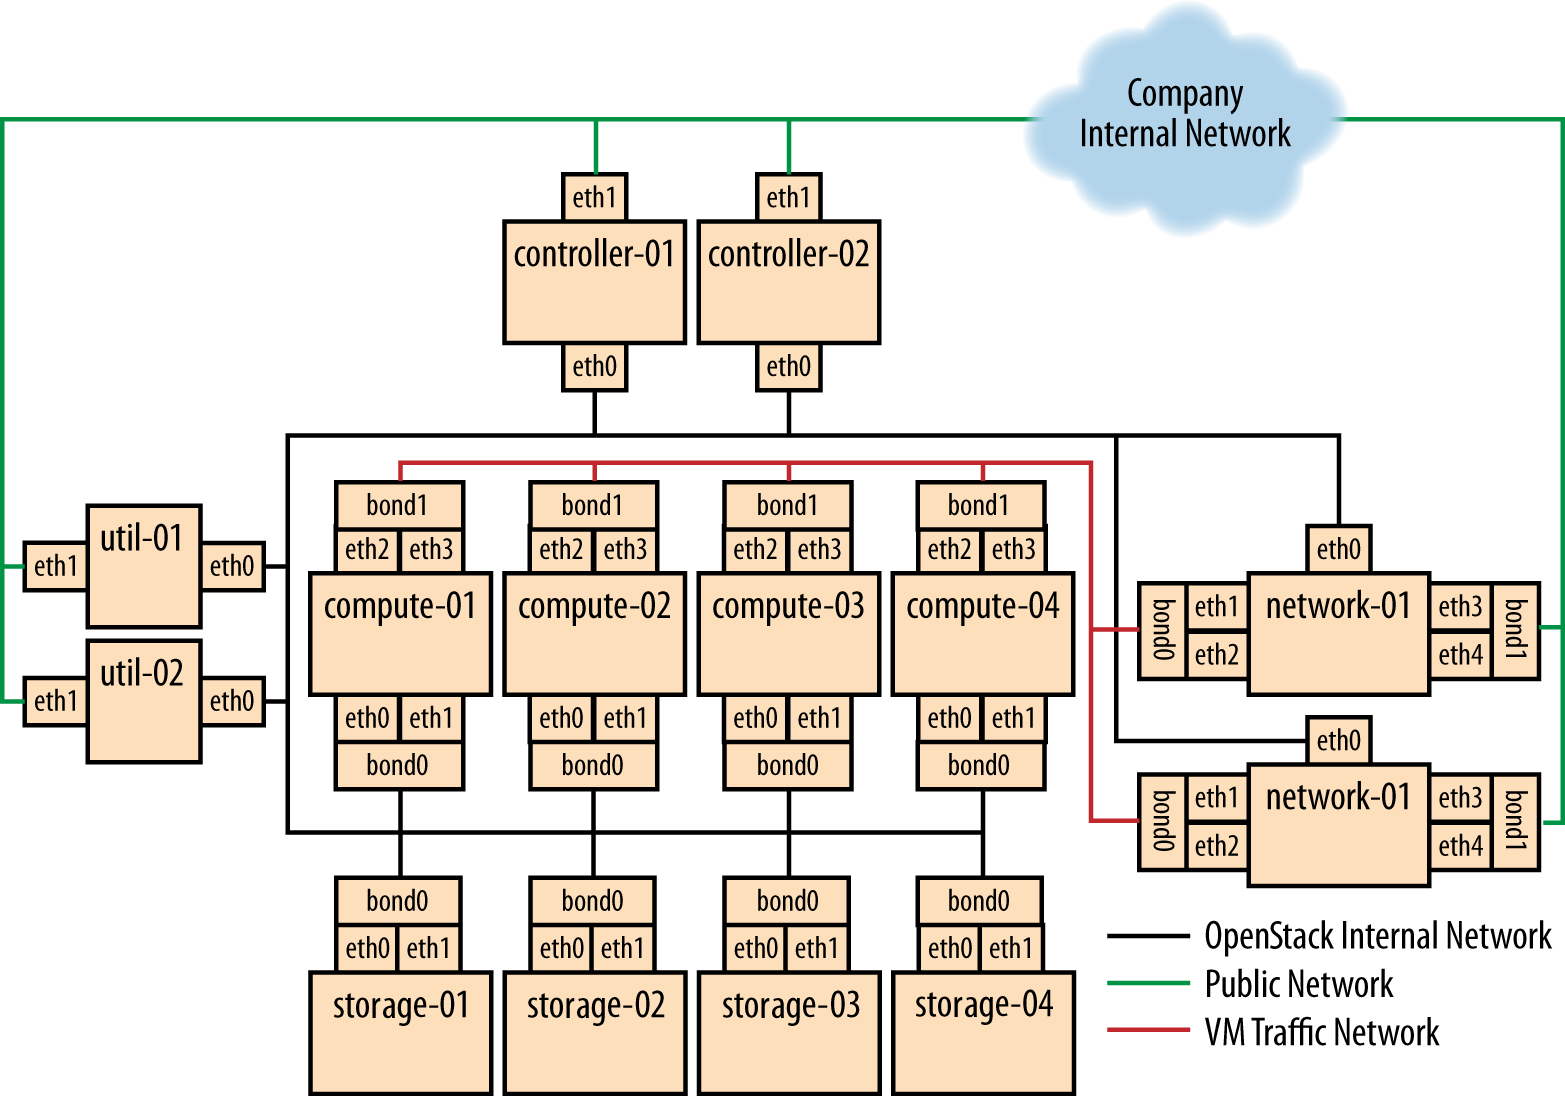 Company
Internal Network
eth1
eth1
controller-01
controller-02
eth0
eth0
bond1
bond1
bond1
bond1
eth2 eth3
eth2 eth3
eth2 eth3
eth2 eth3
util-01
eth1
eth0
compute-01
compute-02
compute-03
compute-04
util-02
eth1
eth0
eth0 eth1
eth0 eth1
eth0 eth1
eth0 eth1
bond0
bond0
bond0
bond0
eth0
bond0
eth1
eth2
network-01
eth3
eth4
bond1
eth0
bond0
eth1
eth2
network-01
eth3
eth4
bond1
bond0
bond0
bond0
bond0
eth0 eth1
eth0 eth1
eth0 eth1
eth0 eth1
storage-01
storage-02
storage-03
storage-04
OpenStack Internal Network
Public Network
VM Traffic Network